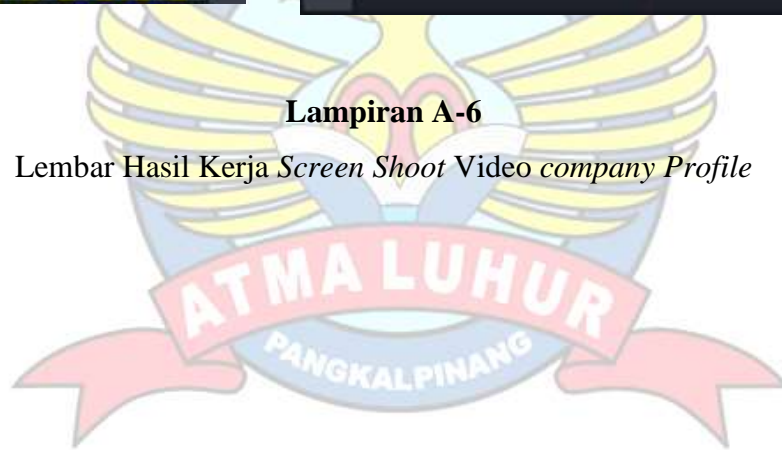 Lampiran A-6
Lembar Hasil Kerja Screen Shoot Video company Profile
ATMA LUHUR
PANGKALPINANG